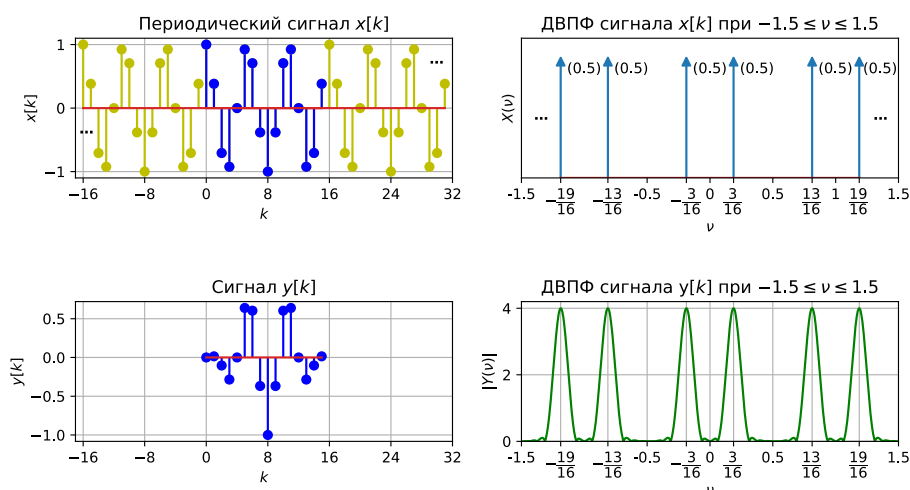 Периодический сигнал x[k]
x[k]
1
0
−1
...
...
−16 −8 0 8 16 24 32
k
ДВПФ сигнала x[k] при −1.5 ≤ ν ≤ 1.5
X(ν)
(0.5) (0.5) (0.5) (0.5) (0.5) (0.5)
...
...
-1.5 −19/16 −13/16 -0.5 −3/16 0 3/16 0.5 13/16 1 19/16 1.5
ν
Сигнал y[k]
y[k]
0.5
0.0
−0.5
−1.0
−16 −8 0 8 16 24 32
k
ДВПФ сигнала y[k] при −1.5 ≤ ν ≤ 1.5
|Y(ν)|
4
2
0
-1.5 −19/16 −13/16 -0.5 −3/16 0 3/16 0.5 13/16 1 19/16 1.5
ν